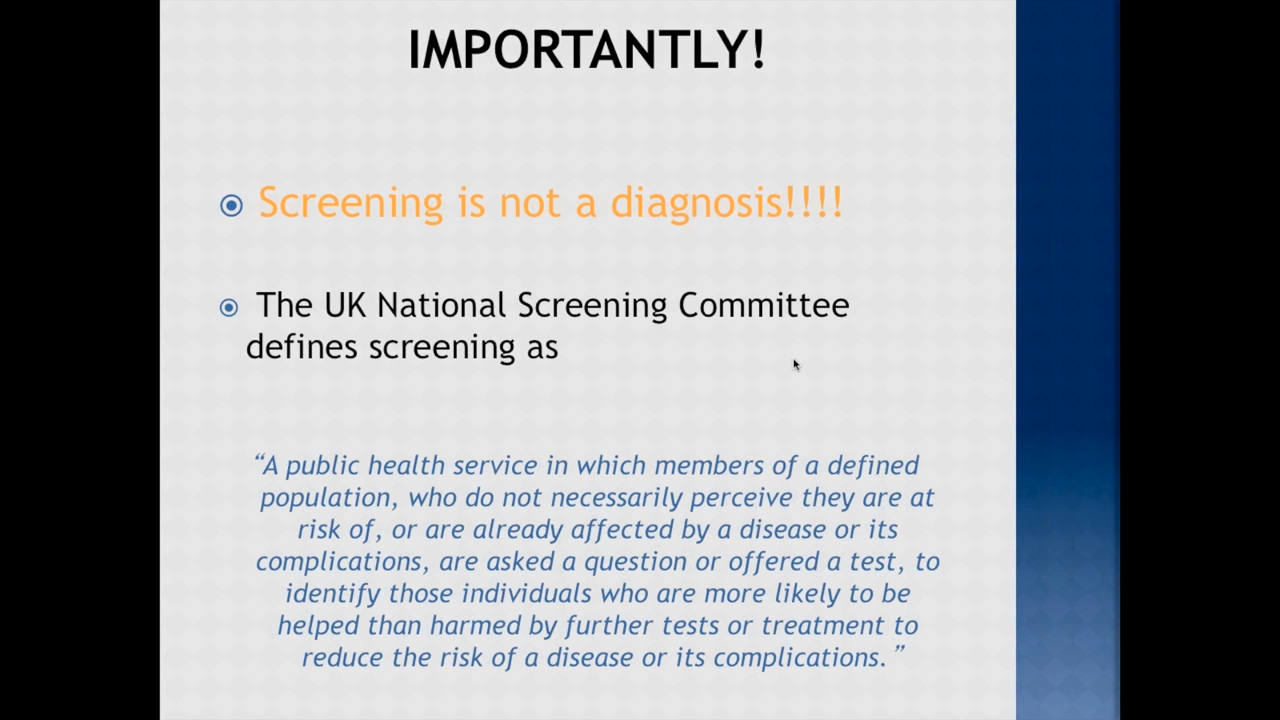 IMPORTANTLY!
Screening is not a diagnosis!!!!
The UK National Screening Committee
defines screening as
“A public health service in which members of a defined
population, who do not necessarily perceive they are at
risk of, or are already affected by a disease or its
complications, are asked a question or offered a test, to
identify those individuals who are more likely to be
helped than harmed by further tests or treatment to
reduce the risk of a disease or its complications.”